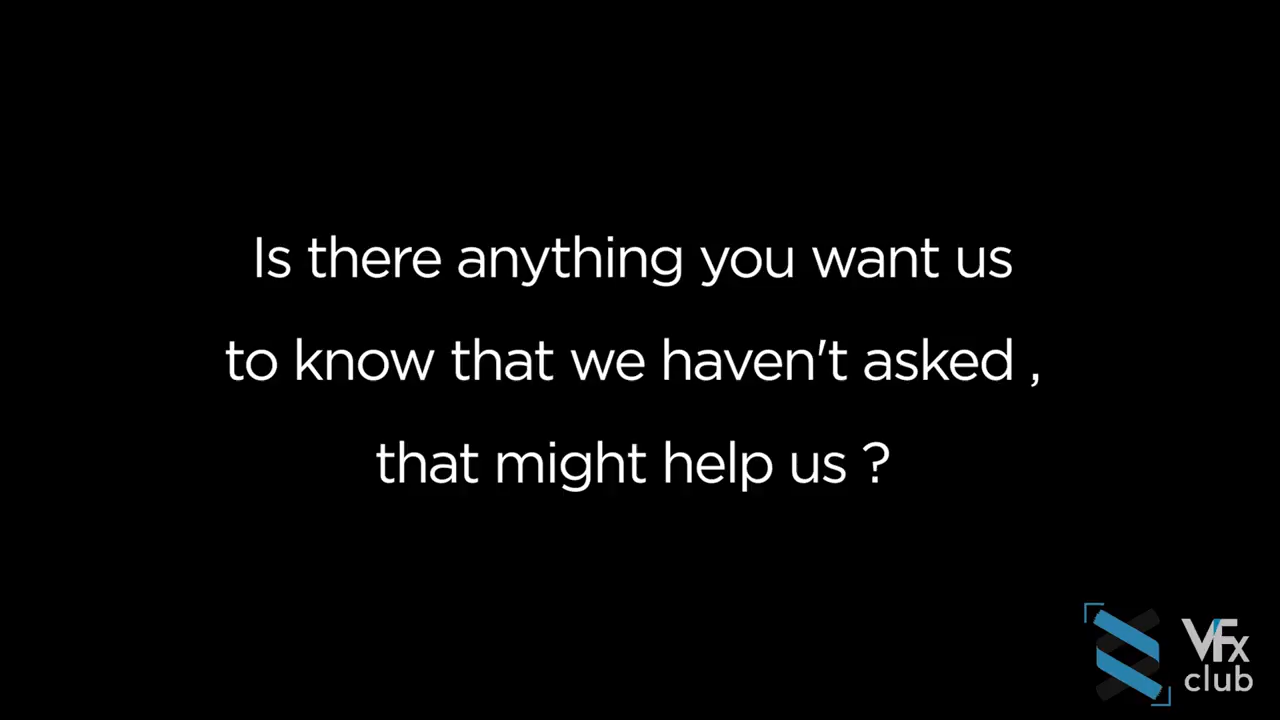 Is there anything you want us
to know that we haven't asked ,
that might help us ?
VFx
club